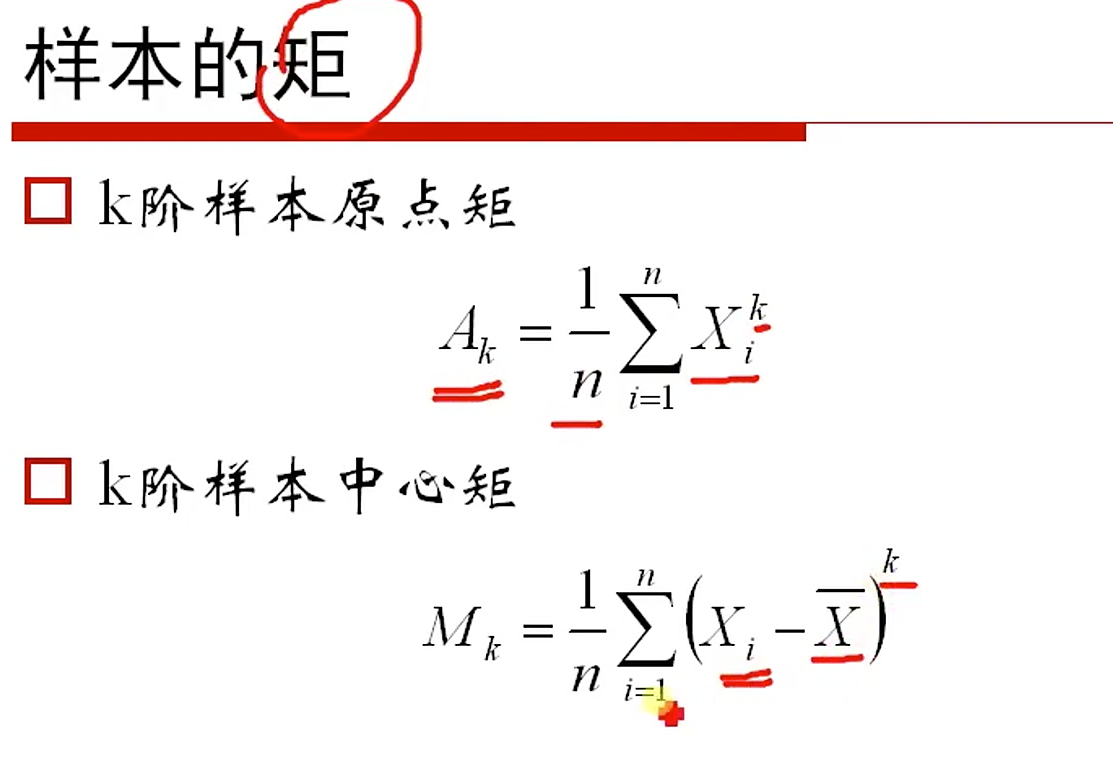 样本的矩
k阶样本原点矩
A_k = \frac{1}{n} \sum_{i=1}^{n} X_i^k
k阶样本中心矩
M_k = \frac{1}{n} \sum_{i=1}^{n} \left( X_i - \overline{X} \right)^k